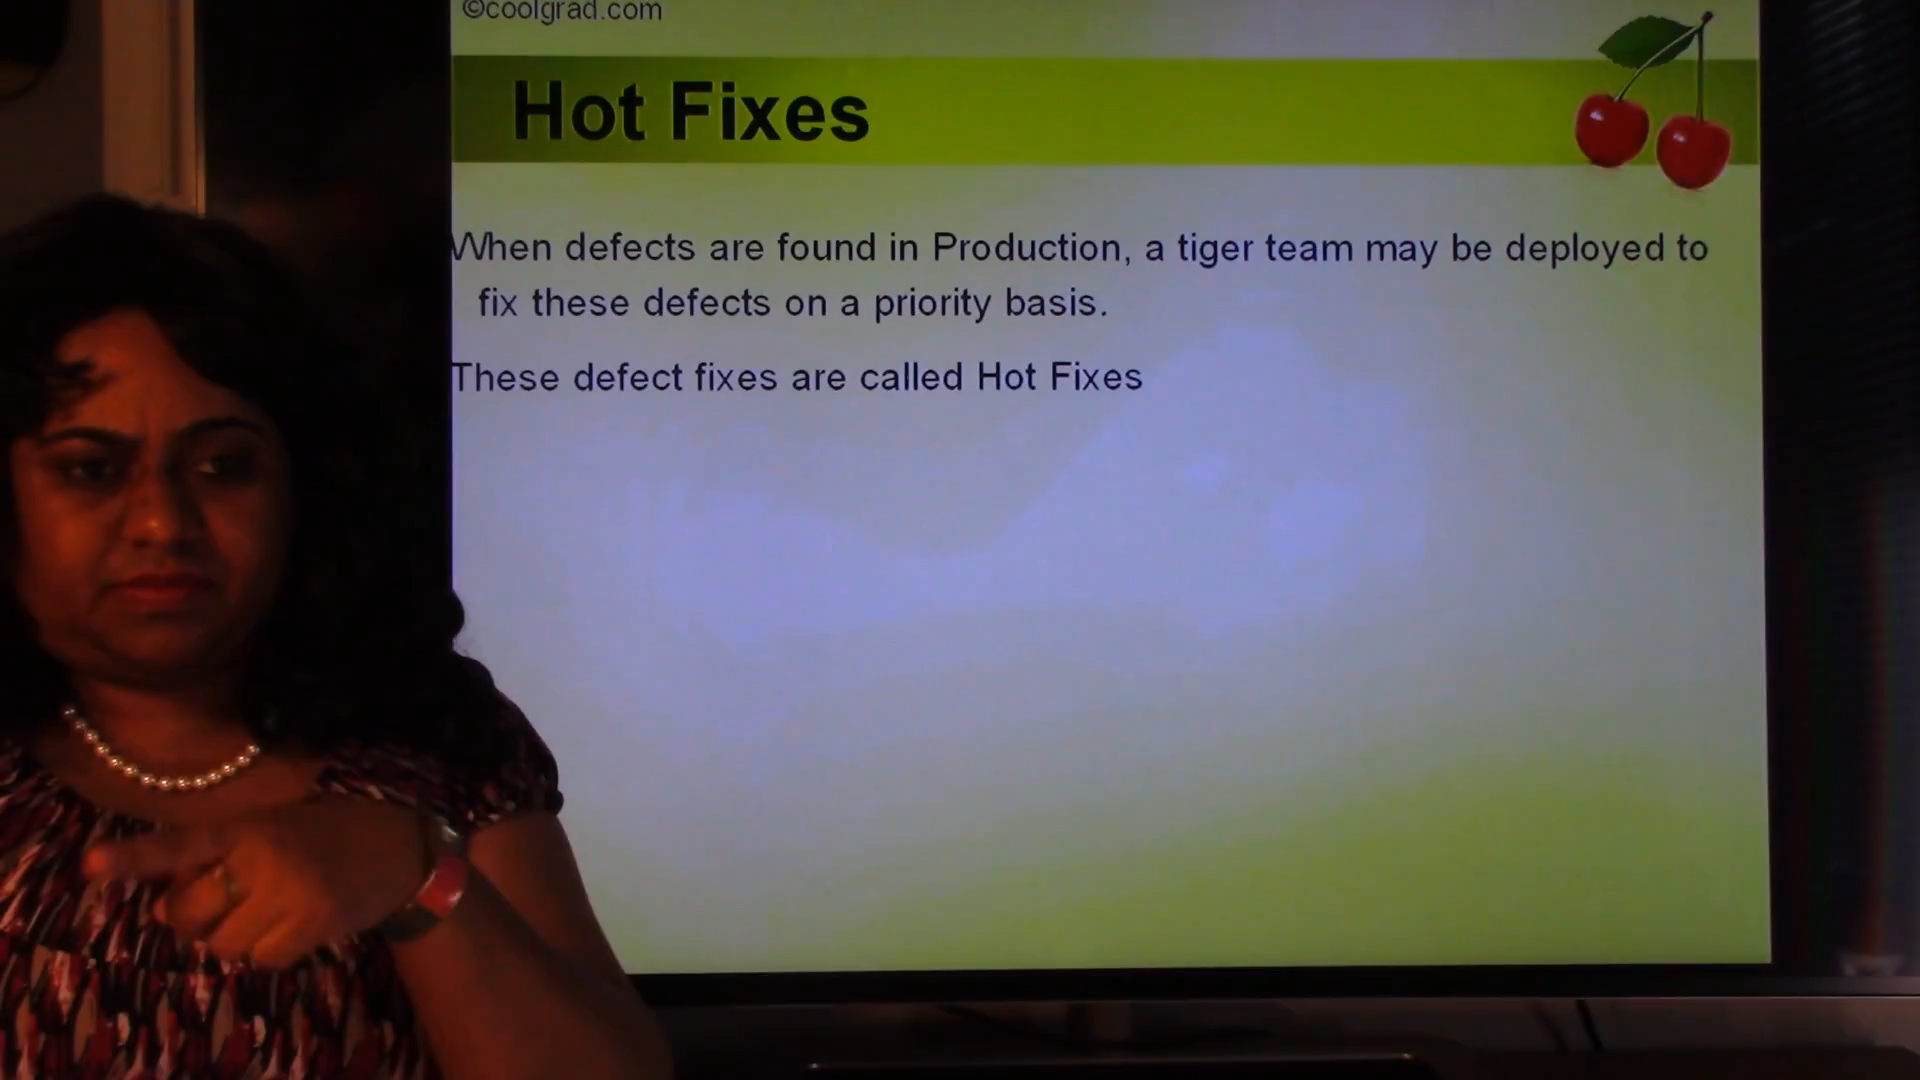 ©coolgrad.com
Hot Fixes
When defects are found in Production, a tiger team may be deployed to
fix these defects on a priority basis.
These defect fixes are called Hot Fixes